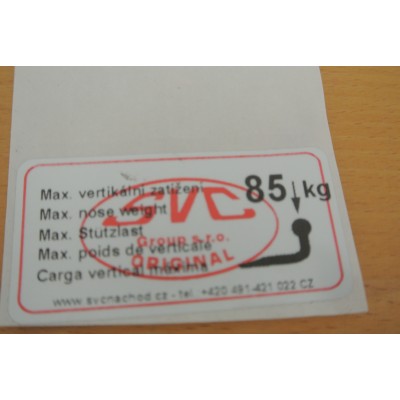 Max. vertikální zatížení
Max. nose weight
Max. Stützlast
Max. poids de verticale
Carga vertical maxima
85 kg
SVC
Group s.r.o.
ORIGINAL
www.svcnachod.cz - tel. +420 491-421 022 CZ